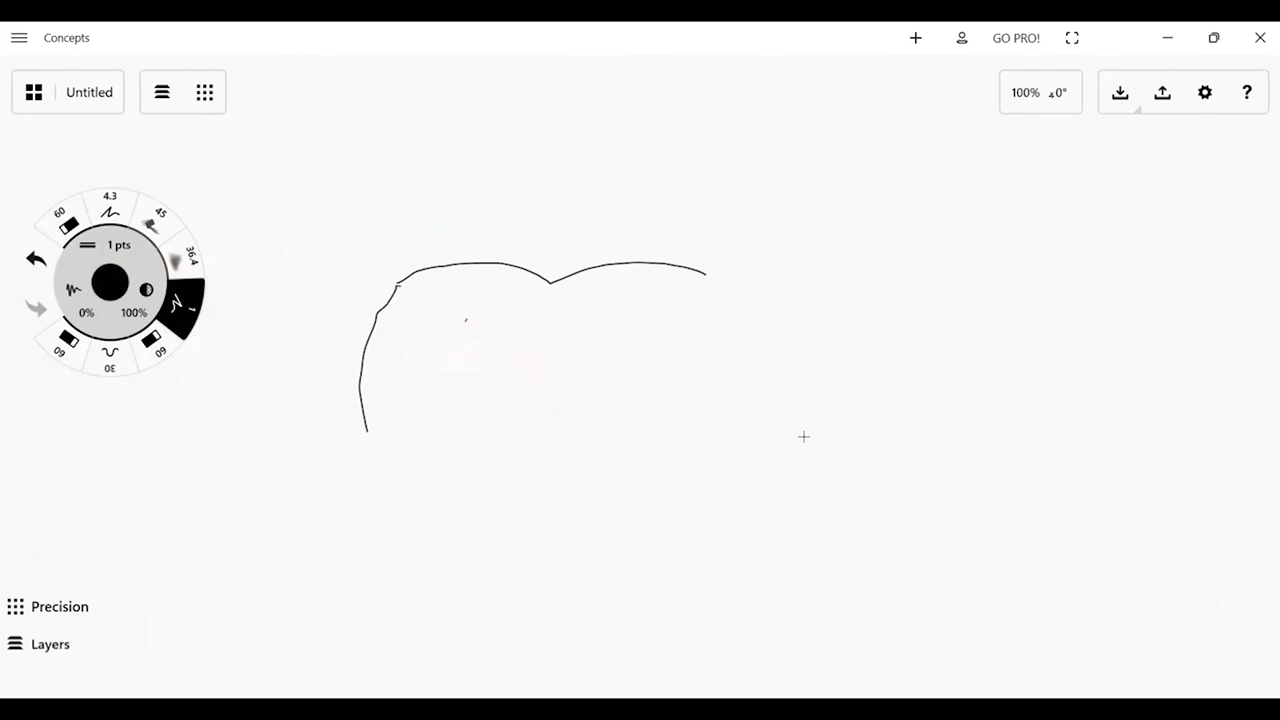 Concepts
GO PRO!
Untitled
100% 0°
4.3
60
45
36.4
1 pts
1
0%
100%
60
30
60
Precision
Layers